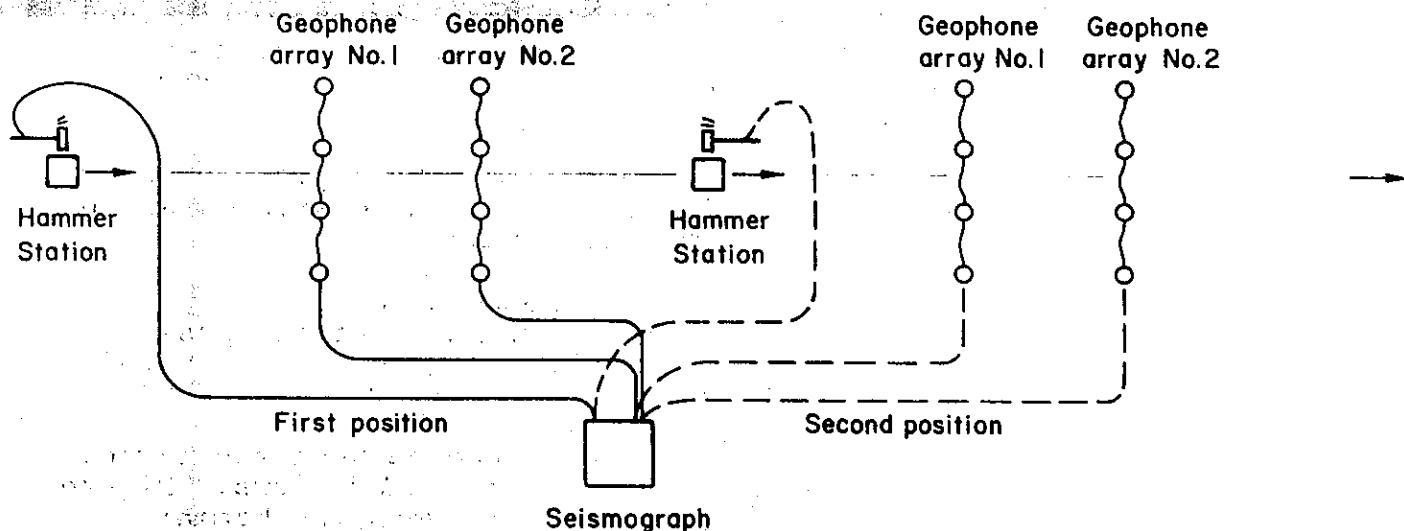 Geophone
array No.1
Geophone
array No.2
Geophone
array No.1
Geophone
array No.2
Hammer
Station
Hammer
Station
First position
Second position
Seismograph